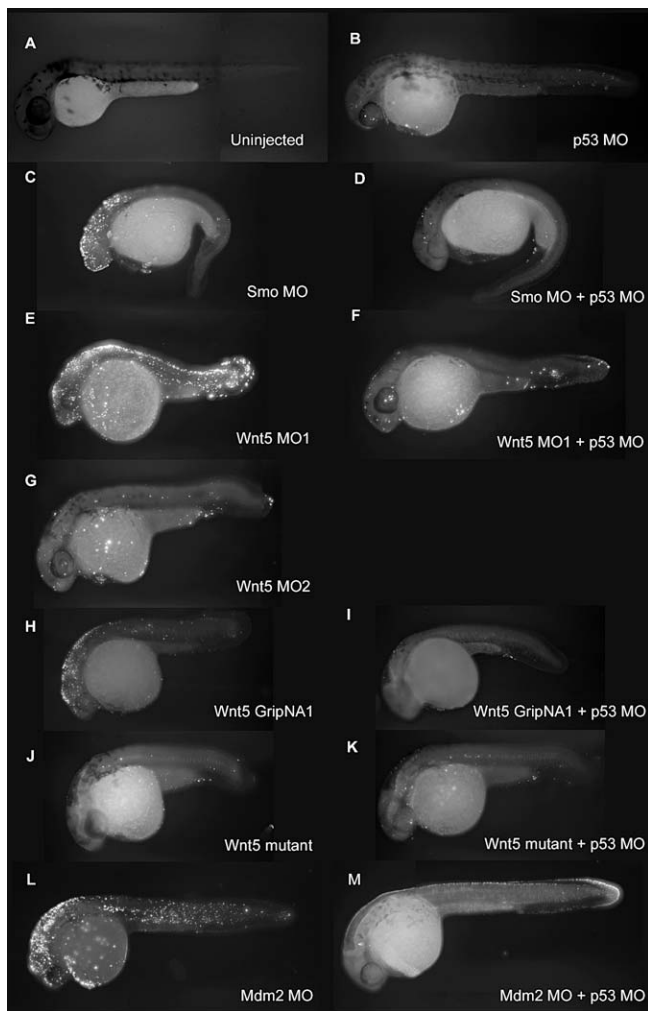 A
Uninjected
B
p53 MO
C
Smo MO
D
Smo MO + p53 MO
E
Wnt5 MO1
F
Wnt5 MO1 + p53 MO
G
Wnt5 MO2
H
Wnt5 GripNA1
I
Wnt5 GripNA1 + p53 MO
J
Wnt5 mutant
K
Wnt5 mutant + p53 MO
L
Mdm2 MO
M
Mdm2 MO + p53 MO